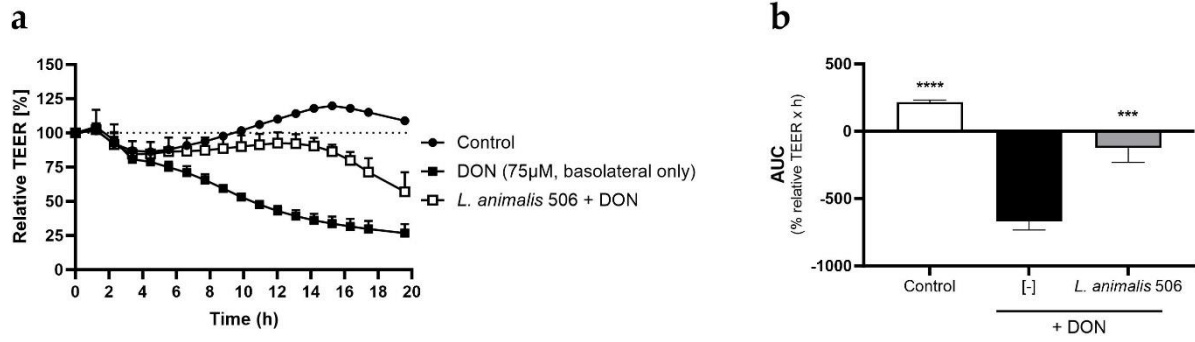 a
Relative TEER [%]
150
125
100
75
50
25
0
0 2 4 6 8 10 12 14 16 18 20
Time (h)
Control
DON (75μM, basolateral only)
L. animalis 506 + DON
b
AUC
(% relative TEER x h)
500
0
-500
-1000
****
***
Control [-] L. animalis 506
+ DON